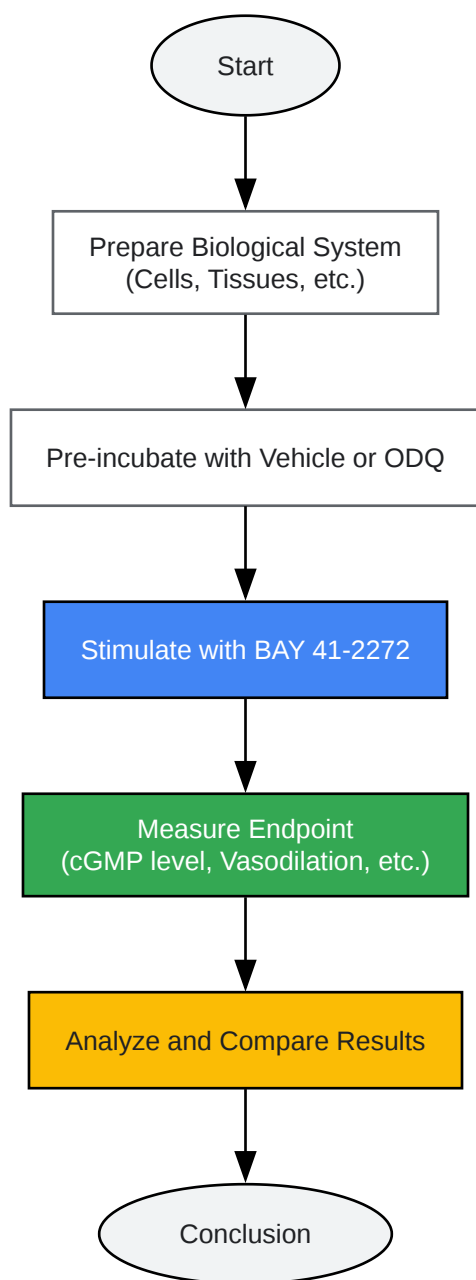 Start
Prepare Biological System
(Cells, Tissues, etc.)
Pre-incubate with Vehicle or ODQ
Stimulate with BAY 41-2272
Measure Endpoint
(cGMP level, Vasodilation, etc.)
Analyze and Compare Results
Conclusion